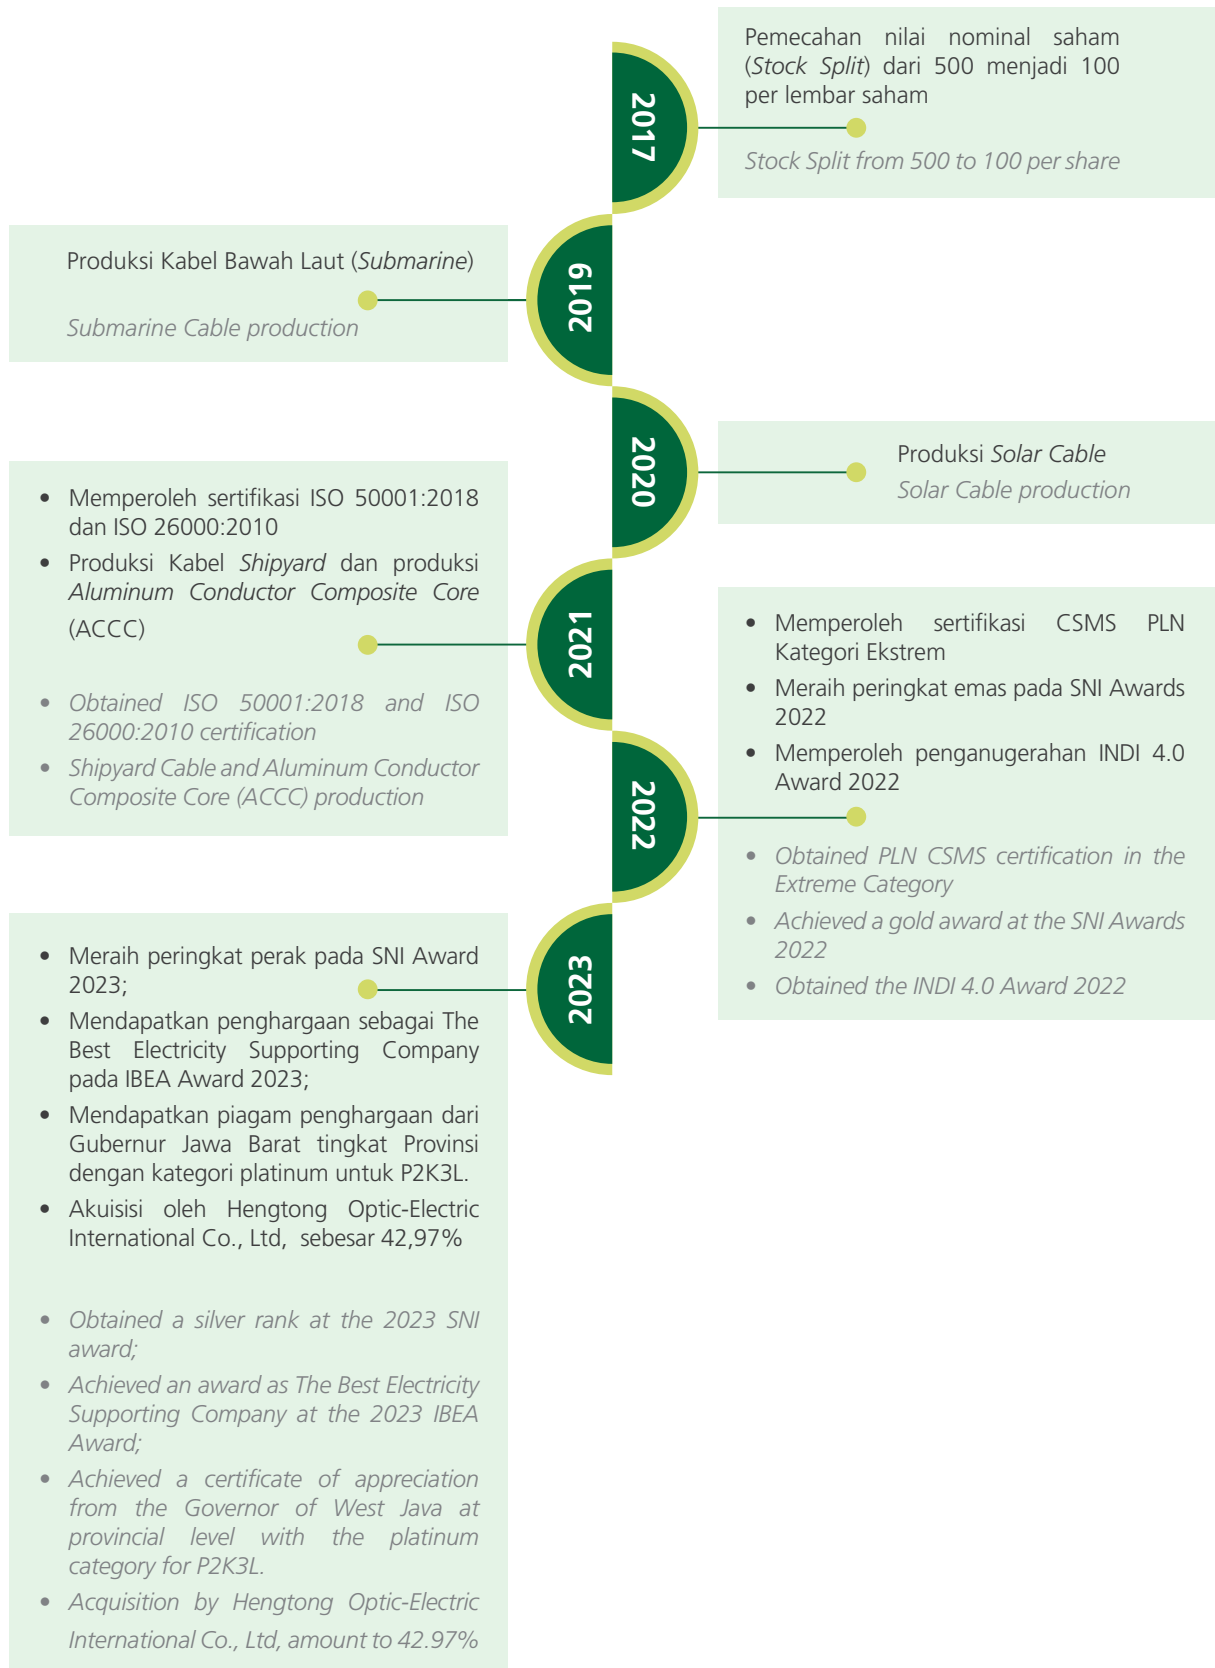 2017
Pemecahan nilai nominal saham
(Stock Split) dari 500 menjadi 100
per lembar saham
Stock Split from 500 to 100 per share
2019
Produksi Kabel Bawah Laut (Submarine)
Submarine Cable production
2020
Produksi Solar Cable
Solar Cable production
2021
• Memperoleh sertifikasi ISO 50001:2018
dan ISO 26000:2010
• Produksi Kabel Shipyard dan produksi
Aluminum Conductor Composite Core
(ACCC)
• Obtained ISO 50001:2018 and ISO
26000:2010 certification
• Shipyard Cable and Aluminum Conductor
Composite Core (ACCC) production
2022
• Memperoleh sertifikasi CSMS PLN
Kategori Ekstrem
• Meraih peringkat emas pada SNI Awards
2022
• Memperoleh penganugerahan INDI 4.0
Award 2022
• Obtained PLN CSMS certification in the
Extreme Category
• Achieved a gold award at the SNI Awards
2022
• Obtained the INDI 4.0 Award 2022
2023
• Meraih peringkat perak pada SNI Award
2023;
• Mendapatkan penghargaan sebagai The
Best Electricity Supporting Company
pada IBEA Award 2023;
• Mendapatkan piagam penghargaan dari
Gubernur Jawa Barat tingkat Provinsi
dengan kategori platinum untuk P2K3L.
• Akuisisi oleh Hengtong Optic-Electric
International Co., Ltd, sebesar 42,97%
• Obtained a silver rank at the 2023 SNI
award;
• Achieved an award as The Best Electricity
Supporting Company at the 2023 IBEA
Award;
• Achieved a certificate of appreciation
from the Governor of West Java at
provincial level with the platinum
category for P2K3L.
• Acquisition by Hengtong Optic-Electric
International Co., Ltd, amount to 42.97%